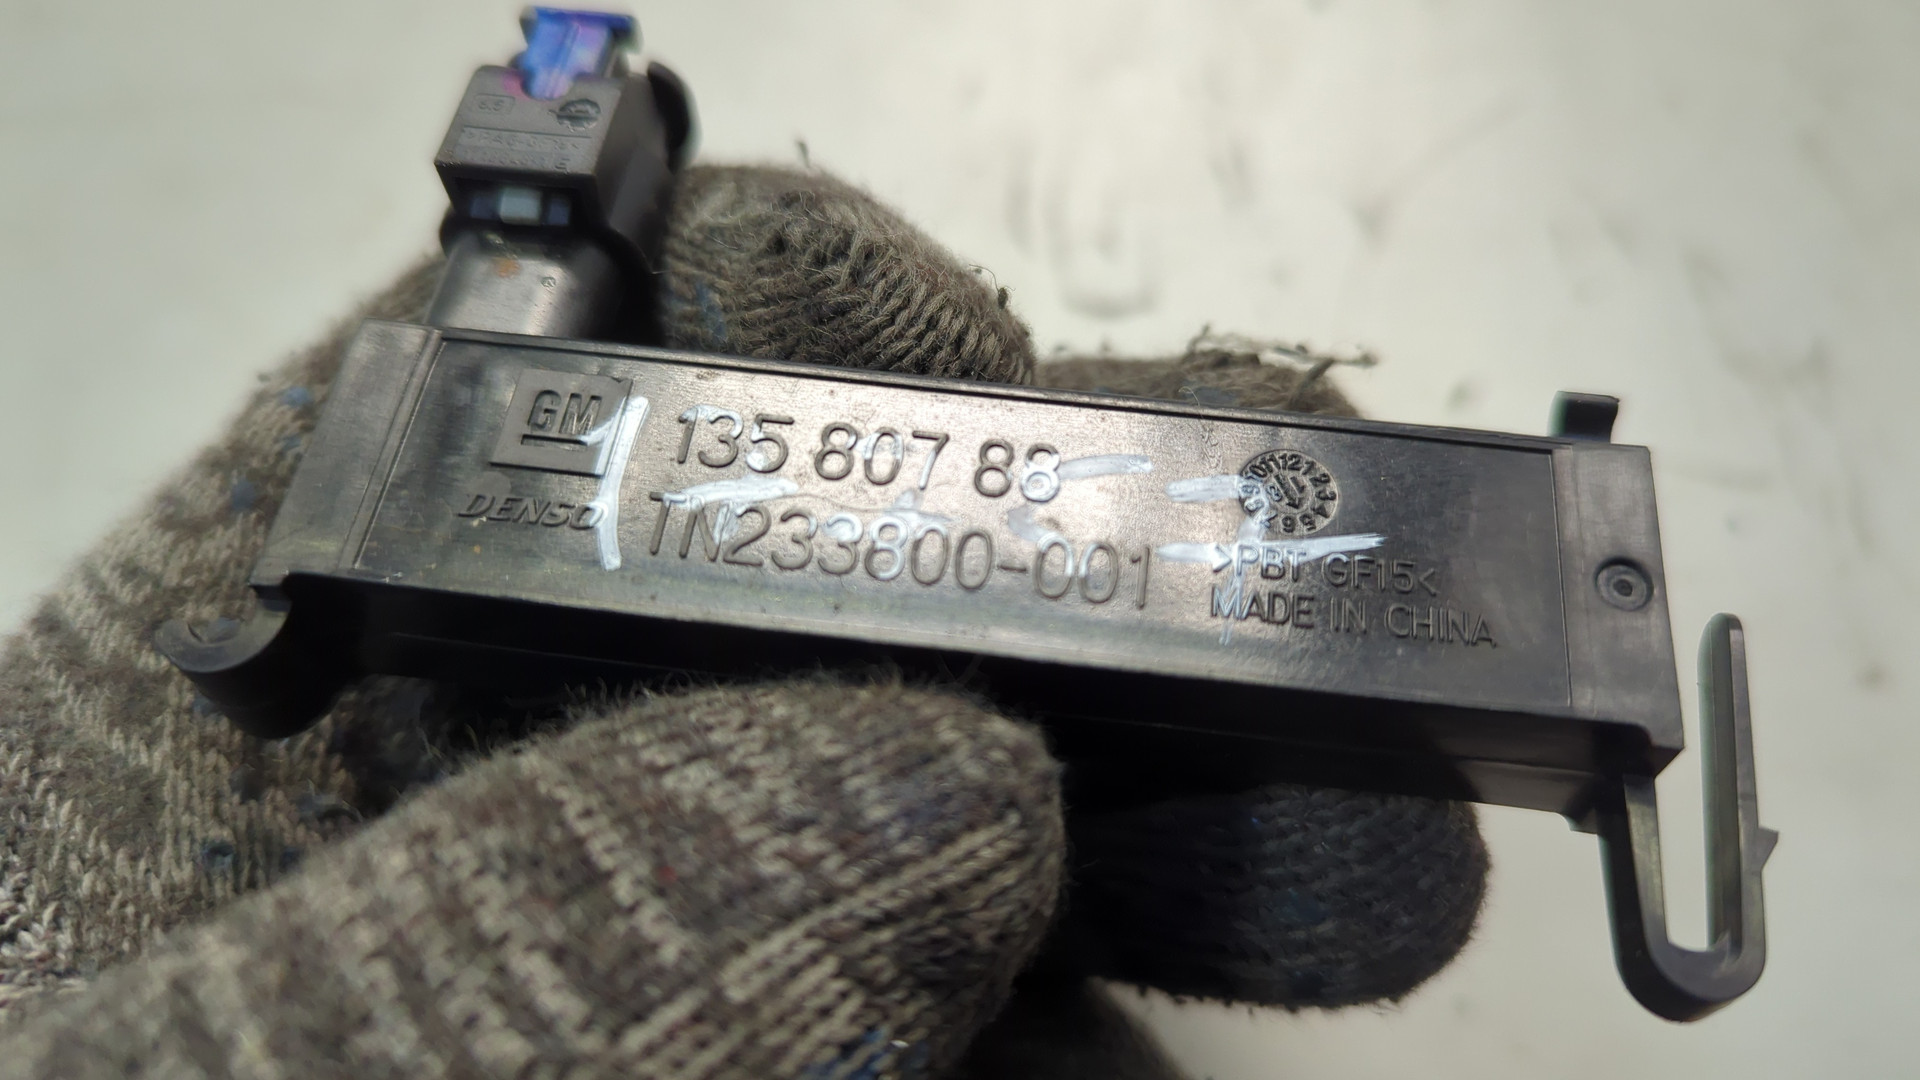 GM
135 807 88
DENSO
TN233800-001
>PBT GF15<
MADE IN CHINA